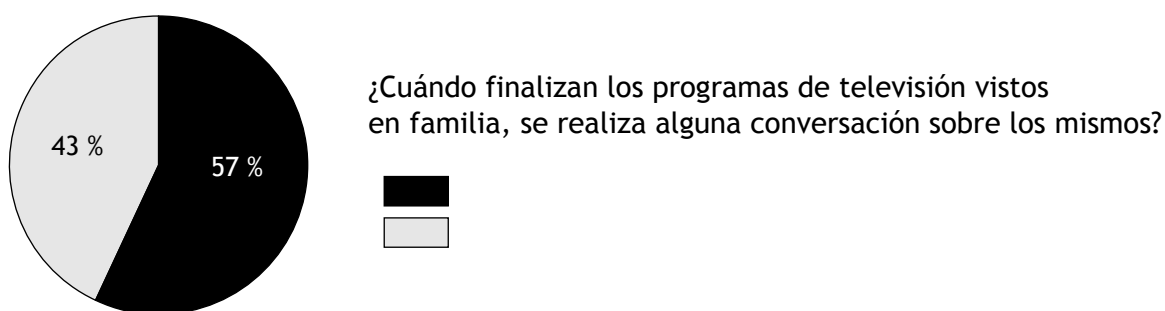 ¿Cuándo finalizan los programas de televisión vistos
en familia, se realiza alguna conversación sobre los mismos?
43 %
57 %